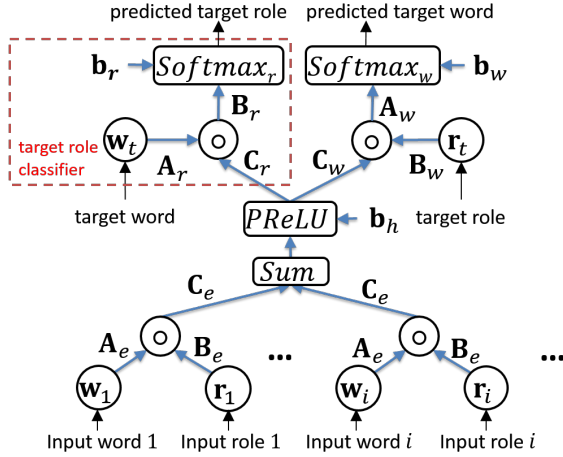 predicted target role predicted target word
b_r Softmax_r Softmax_w b_w
B_r A_w
target role
classifier
w_t r_t
A_r C_r C_w B_w
target word target role
PReLU b_h
Sum
C_e C_e
A_e B_e ... A_e B_e ...
w_1 r_1 w_i r_i
Input word 1 Input role 1 Input word i Input role i